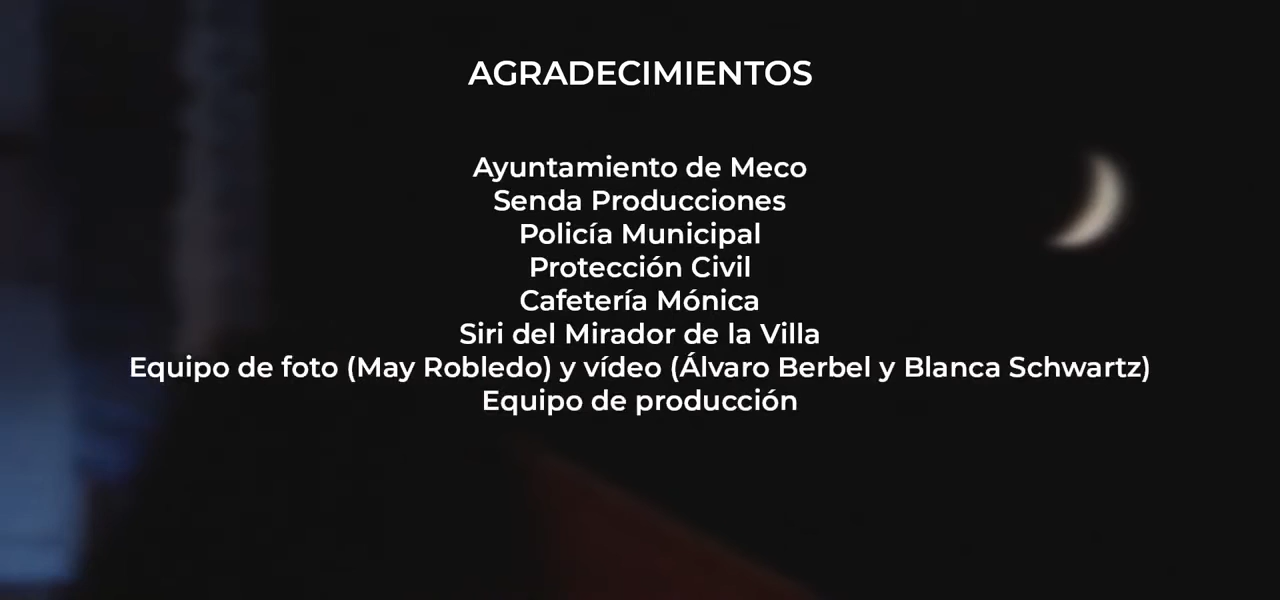 AGRADECIMIENTOS
Ayuntamiento de Meco
Senda Producciones
Policía Municipal
Protección Civil
Cafetería Mónica
Siri del Mirador de la Villa
Equipo de foto (May Robledo) y vídeo (Álvaro Berbel y Blanca Schwartz)
Equipo de producción